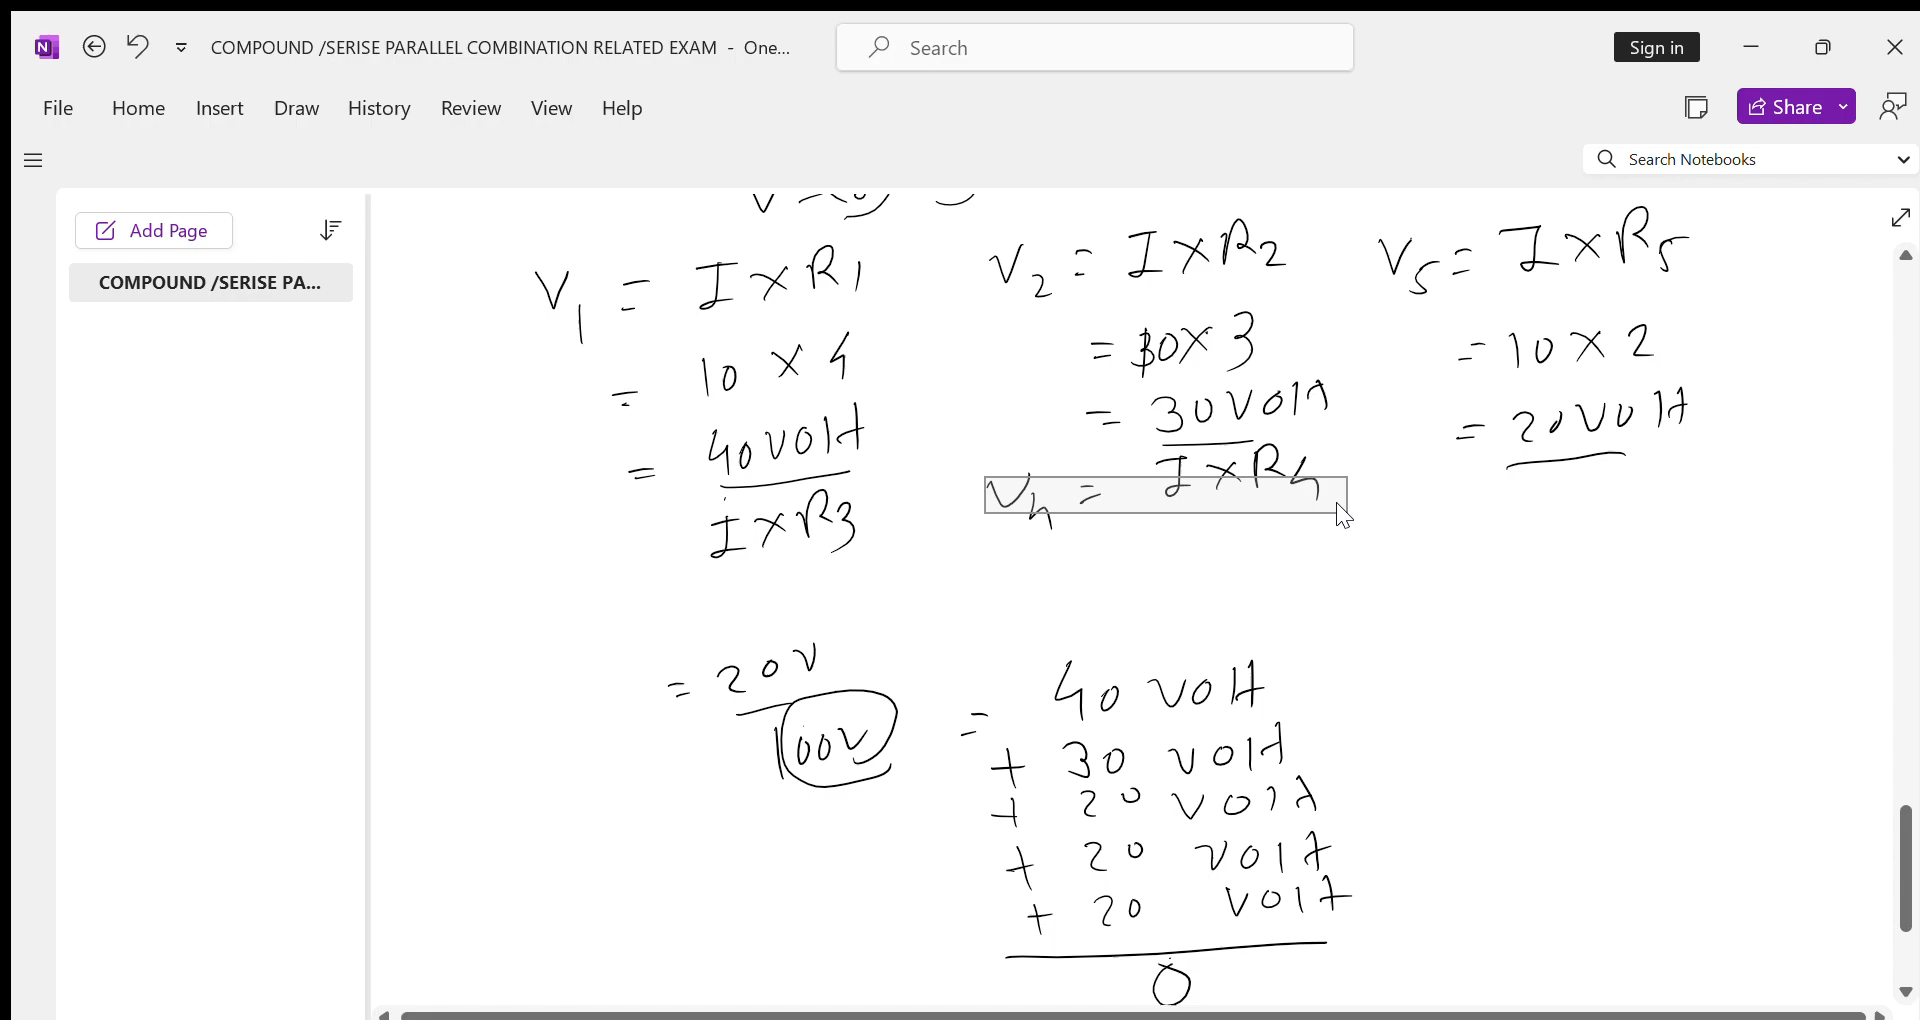 COMPOUND /SERISE PARALLEL COMBINATION RELATED EXAM - One...
Search
Sign in
File Home Insert Draw History Review View Help
Share
Search Notebooks
Add Page
COMPOUND /SERISE PA...
V1 = I × R1
= 10 × 4
= 40 volt
I × R3
= 20 V
100V
V2 = I × R2
= 10 × 3
= 30 volt
V4 = I × R4
V5 = I × R5
= 10 × 2
= 20 volt
= 40 volt
+ 30 volt
+ 20 volt
+ 20 volt
+ 20 volt
0